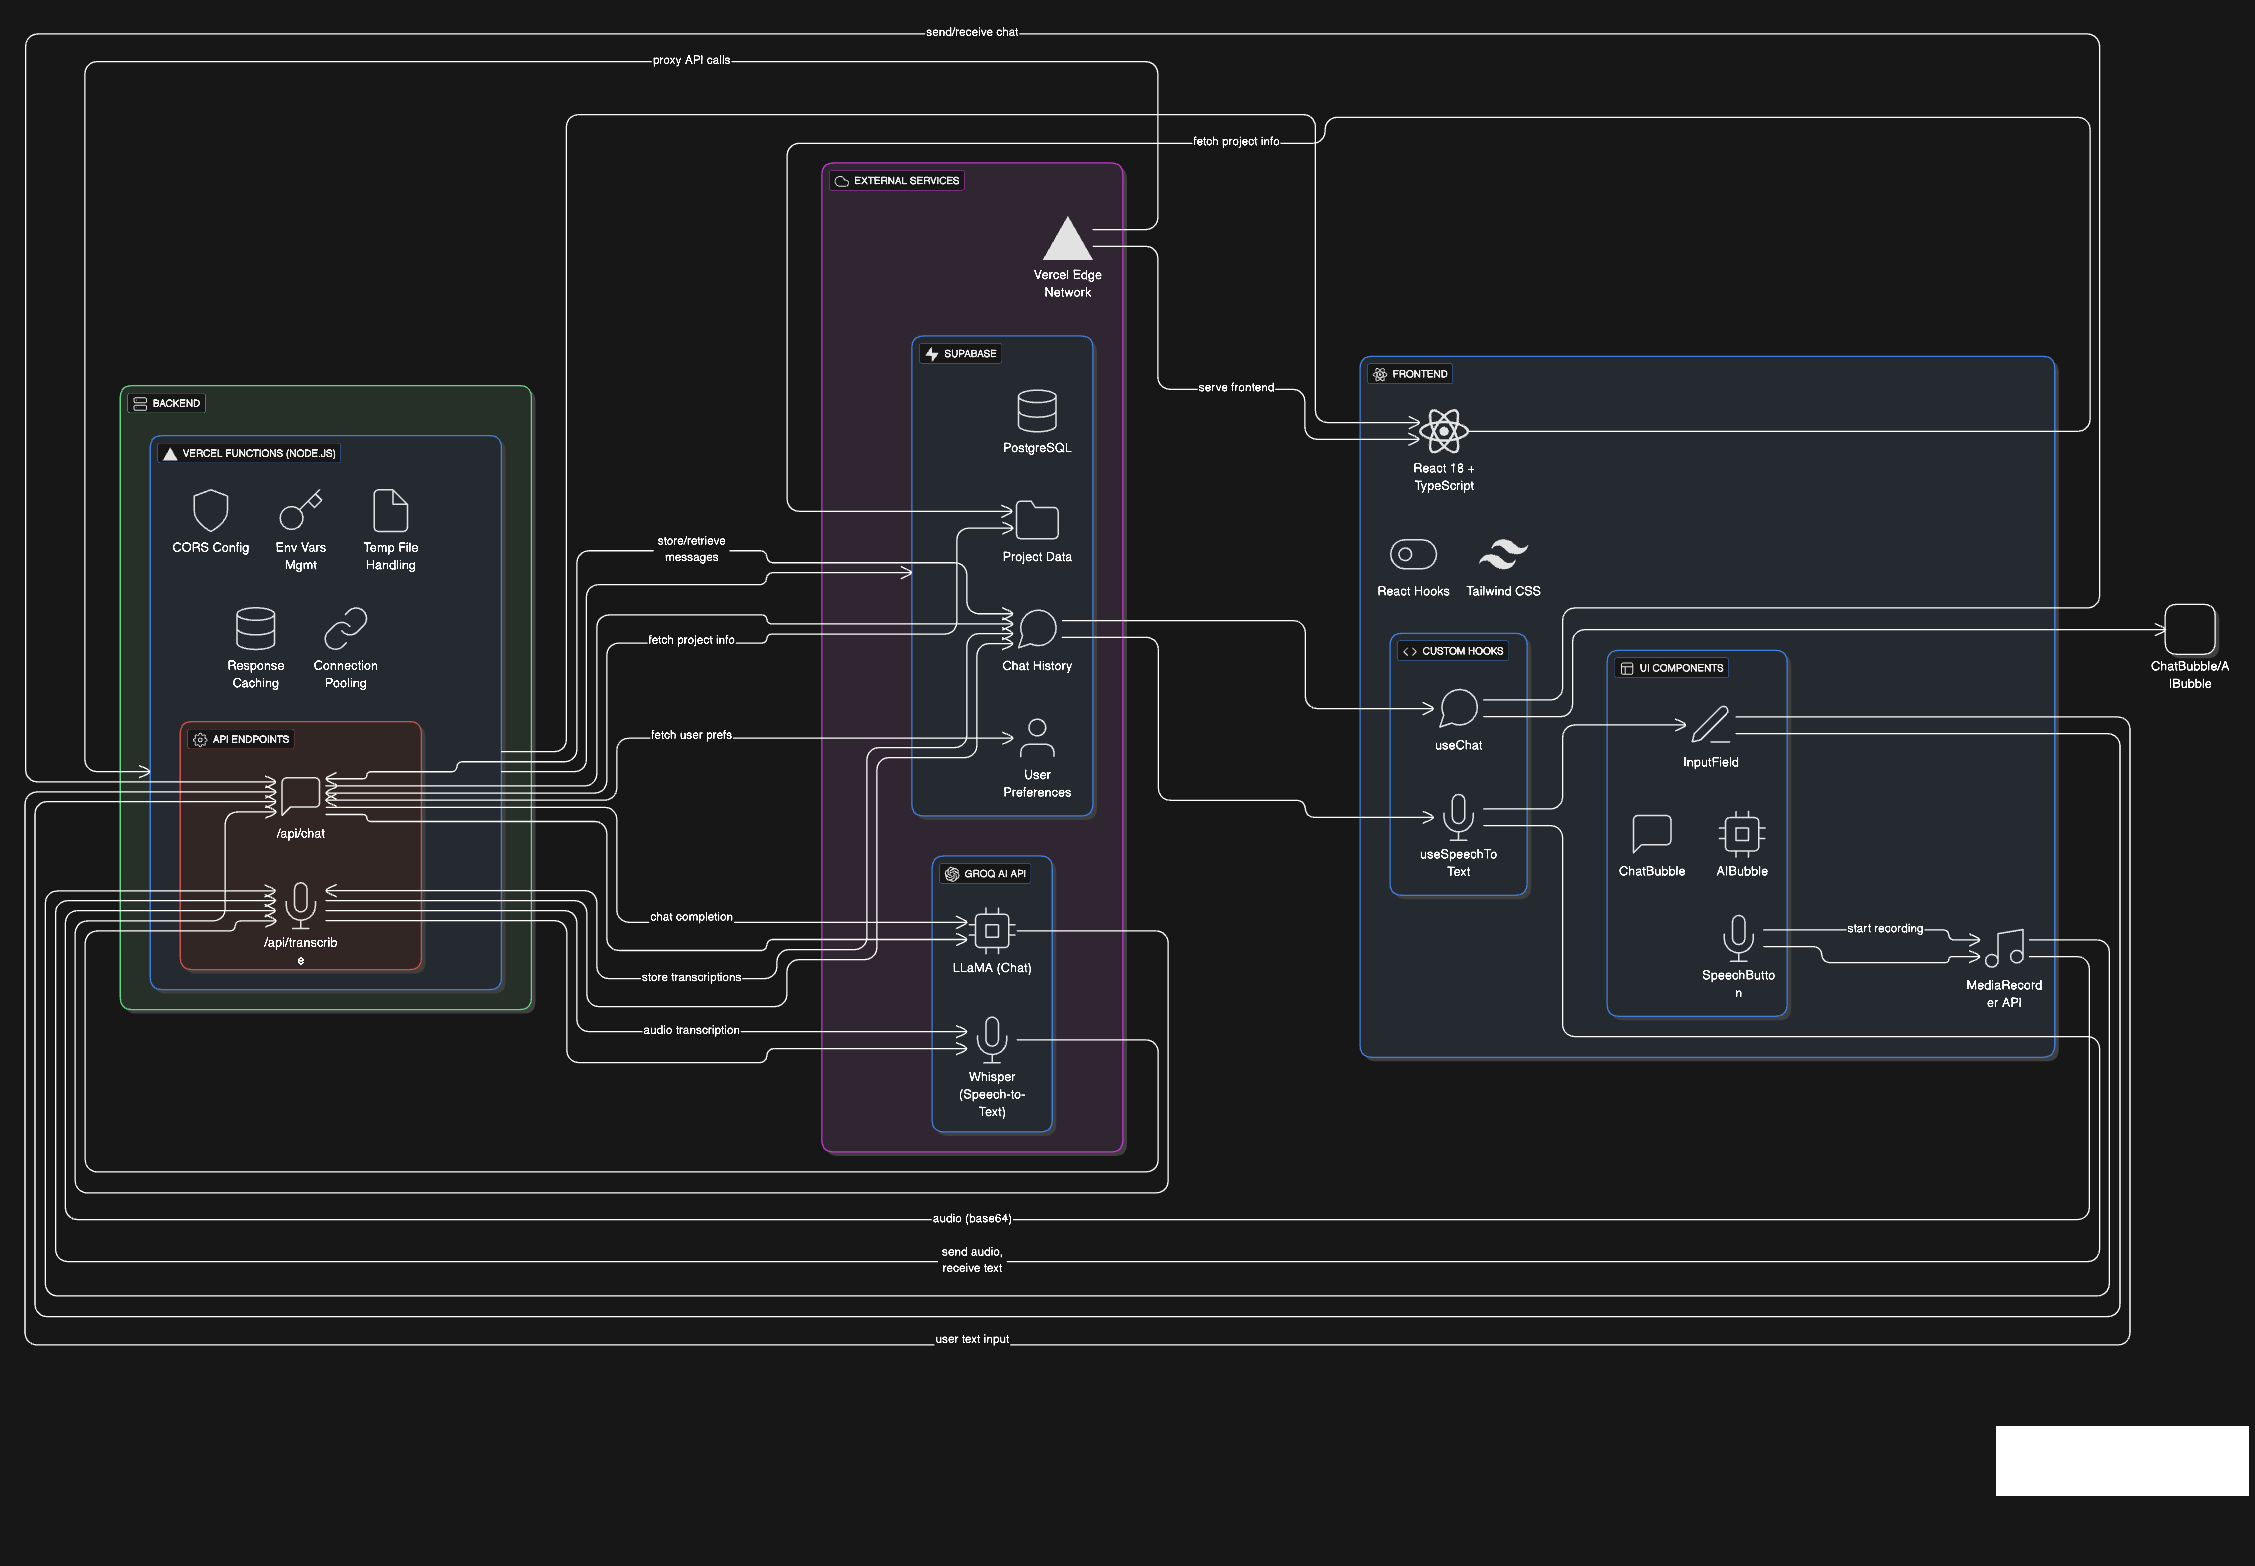 send/receive chat
proxy API calls
fetch project info
EXTERNAL SERVICES
Vercel Edge
Network
SUPABASE
PostgreSQL
Project Data
Chat History
User
Preferences
GROQ AI API
LLaMA (Chat)
Whisper
(Speech-to-
Text)
serve frontend
BACKEND
VERCEL FUNCTIONS (NODE.JS)
CORS Config
Env Vars
Mgmt
Temp File
Handling
Response
Caching
Connection
Pooling
API ENDPOINTS
/api/chat
/api/transcrib
e
store/retrieve
messages
fetch project info
fetch user prefs
chat completion
store transcriptions
audio transcription
FRONTEND
React 18 +
TypeScript
React Hooks
Tailwind CSS
CUSTOM HOOKS
useChat
useSpeechTo
Text
UI COMPONENTS
InputField
ChatBubble
AIBubble
SpeechButto
n
start recording
MediaRecord
er API
ChatBubble/A
IBubble
audio (base64)
send audio,
receive text
user text input